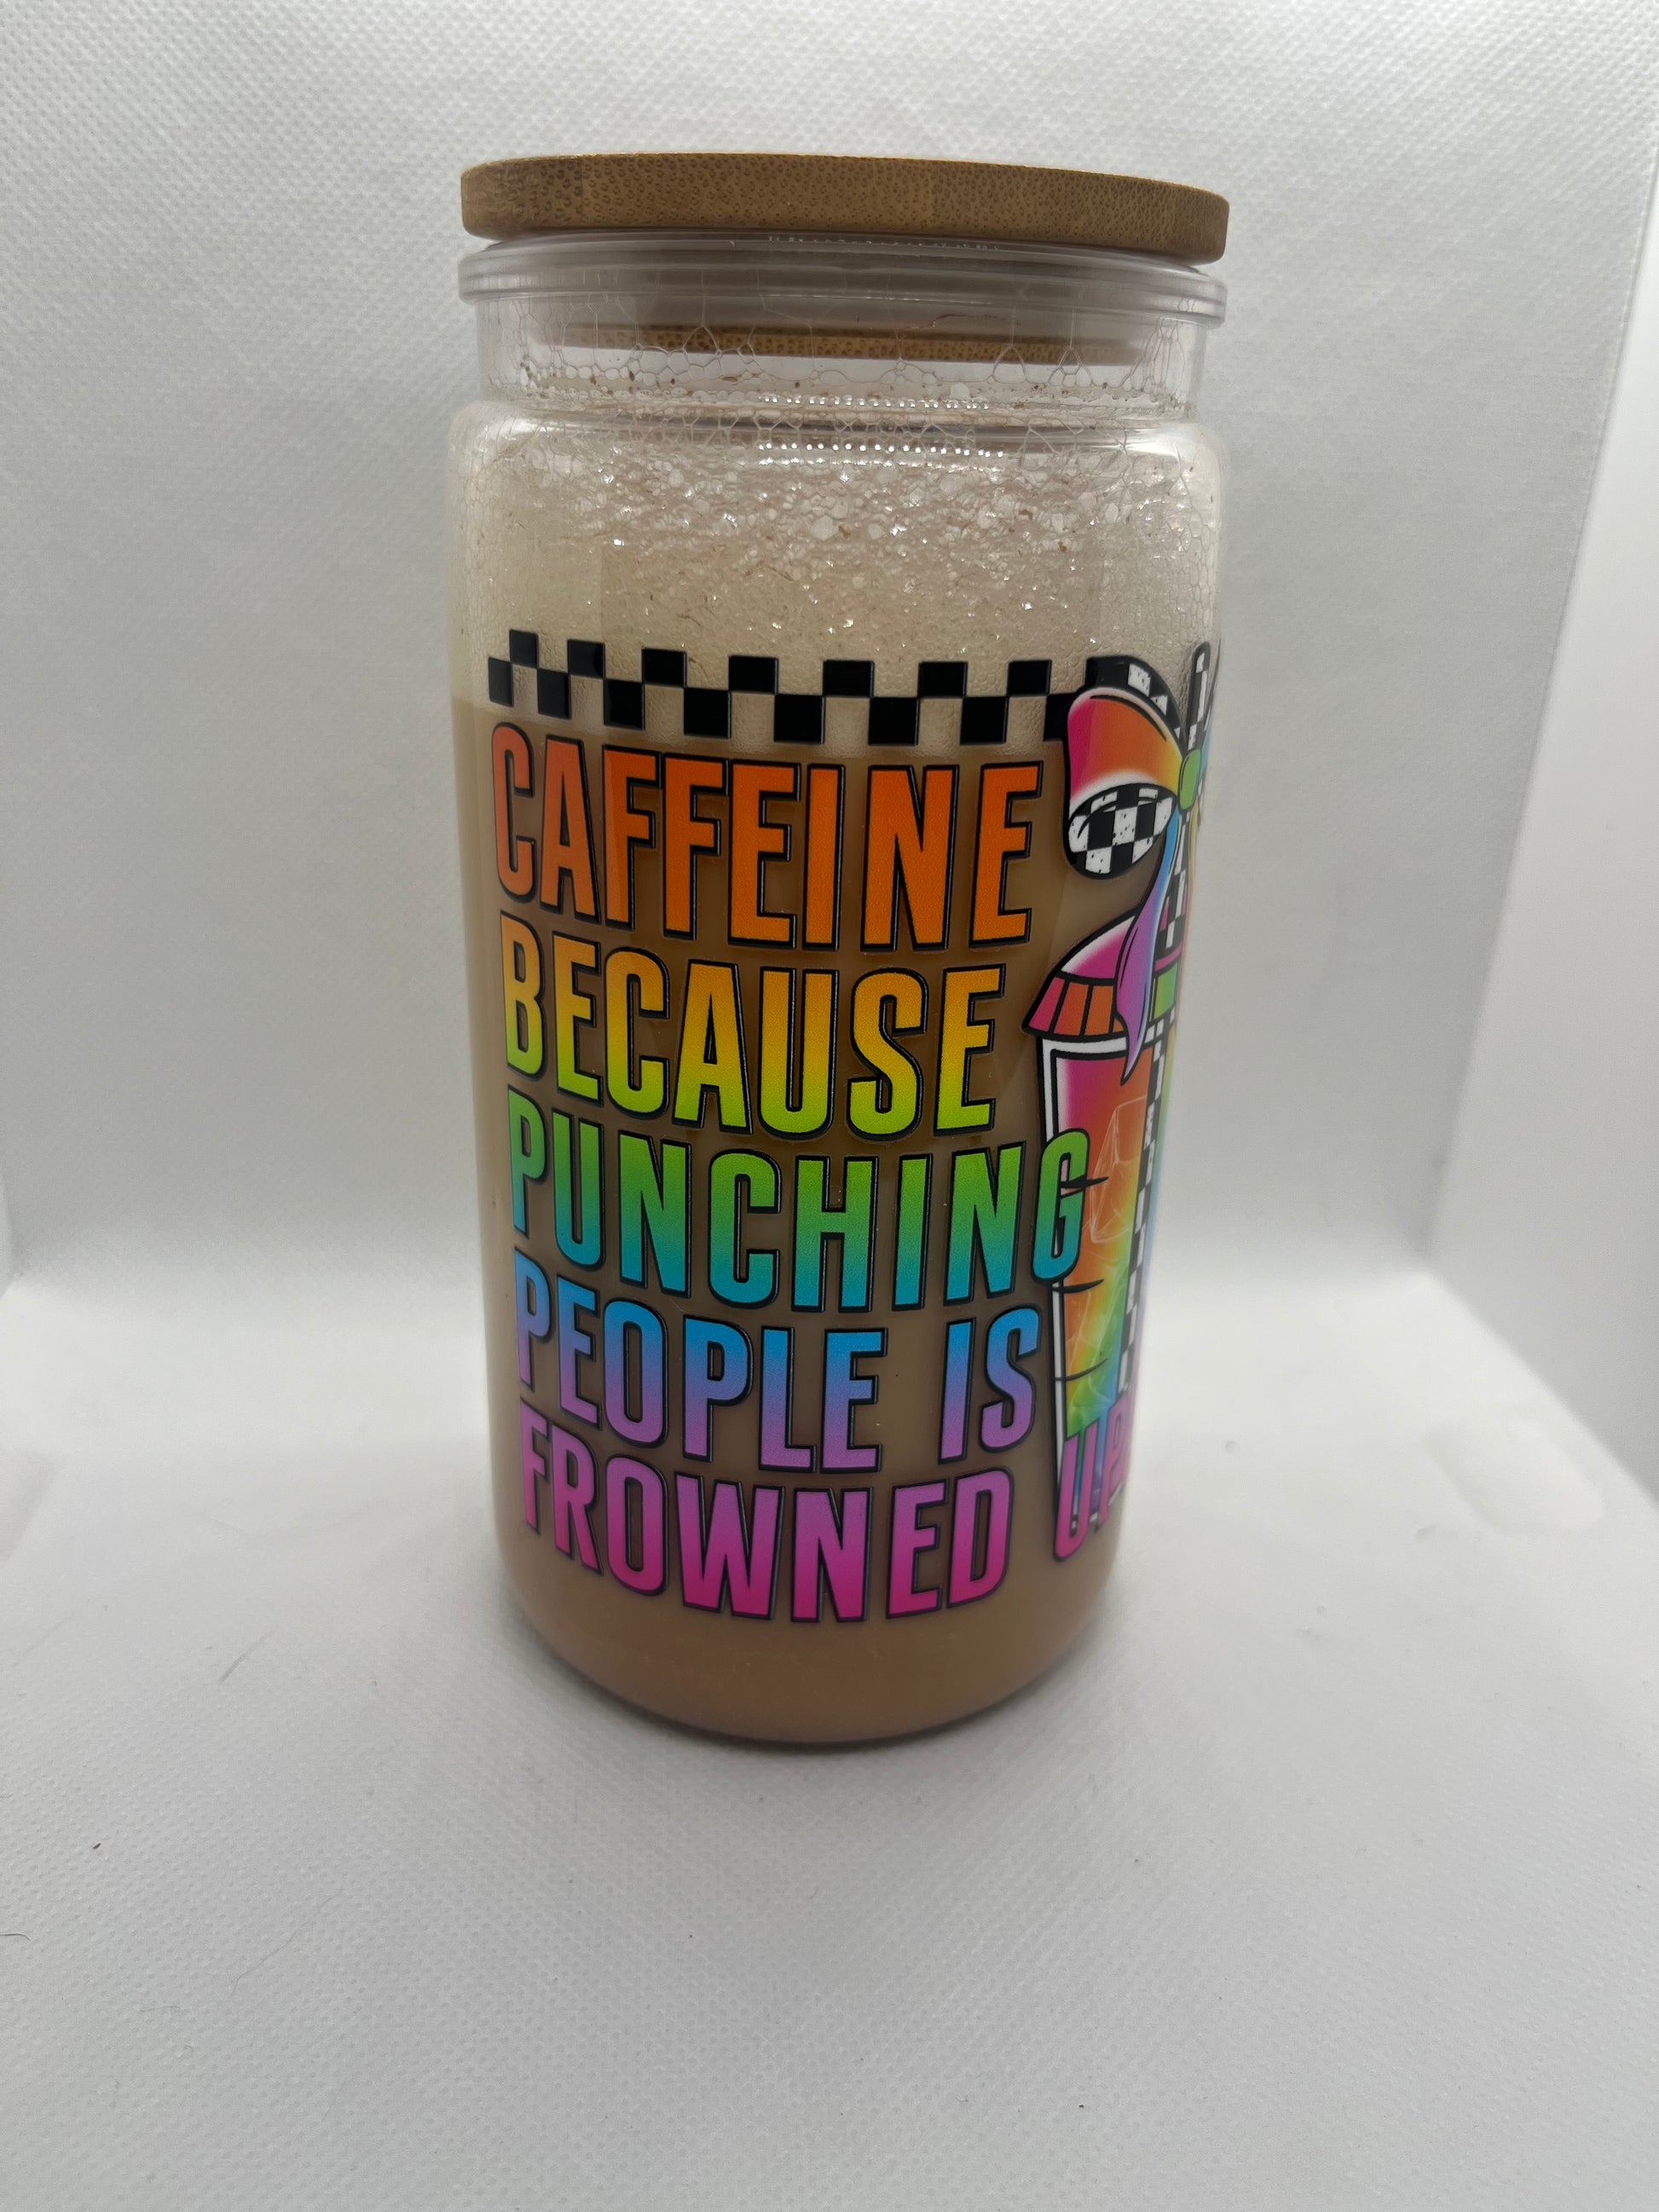 CAFFEINE
BECAUSE
PUNCHING
PEOPLE IS
FROWNED